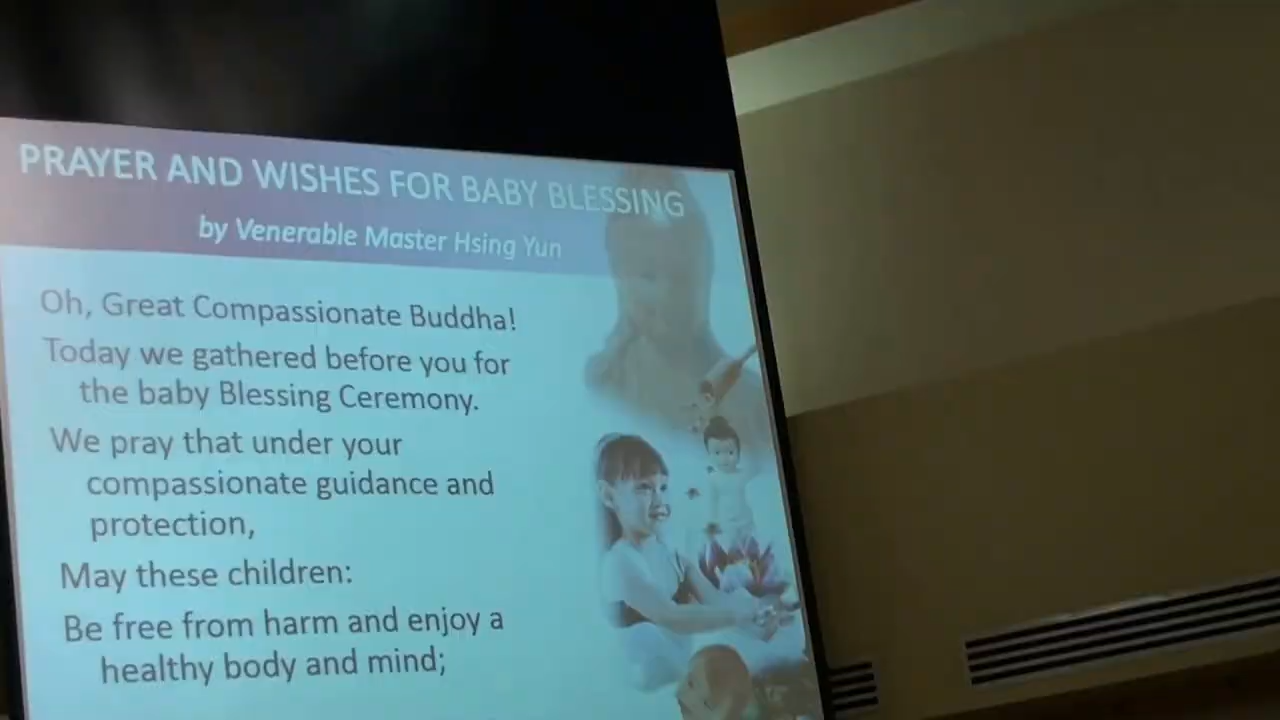 PRAYER AND WISHES FOR BABY BLESSING
by Venerable Master Hsing Yun
Oh, Great Compassionate Buddha!
Today we gathered before you for
the baby Blessing Ceremony.
We pray that under your
compassionate guidance and
protection,
May these children:
Be free from harm and enjoy a
healthy body and mind;